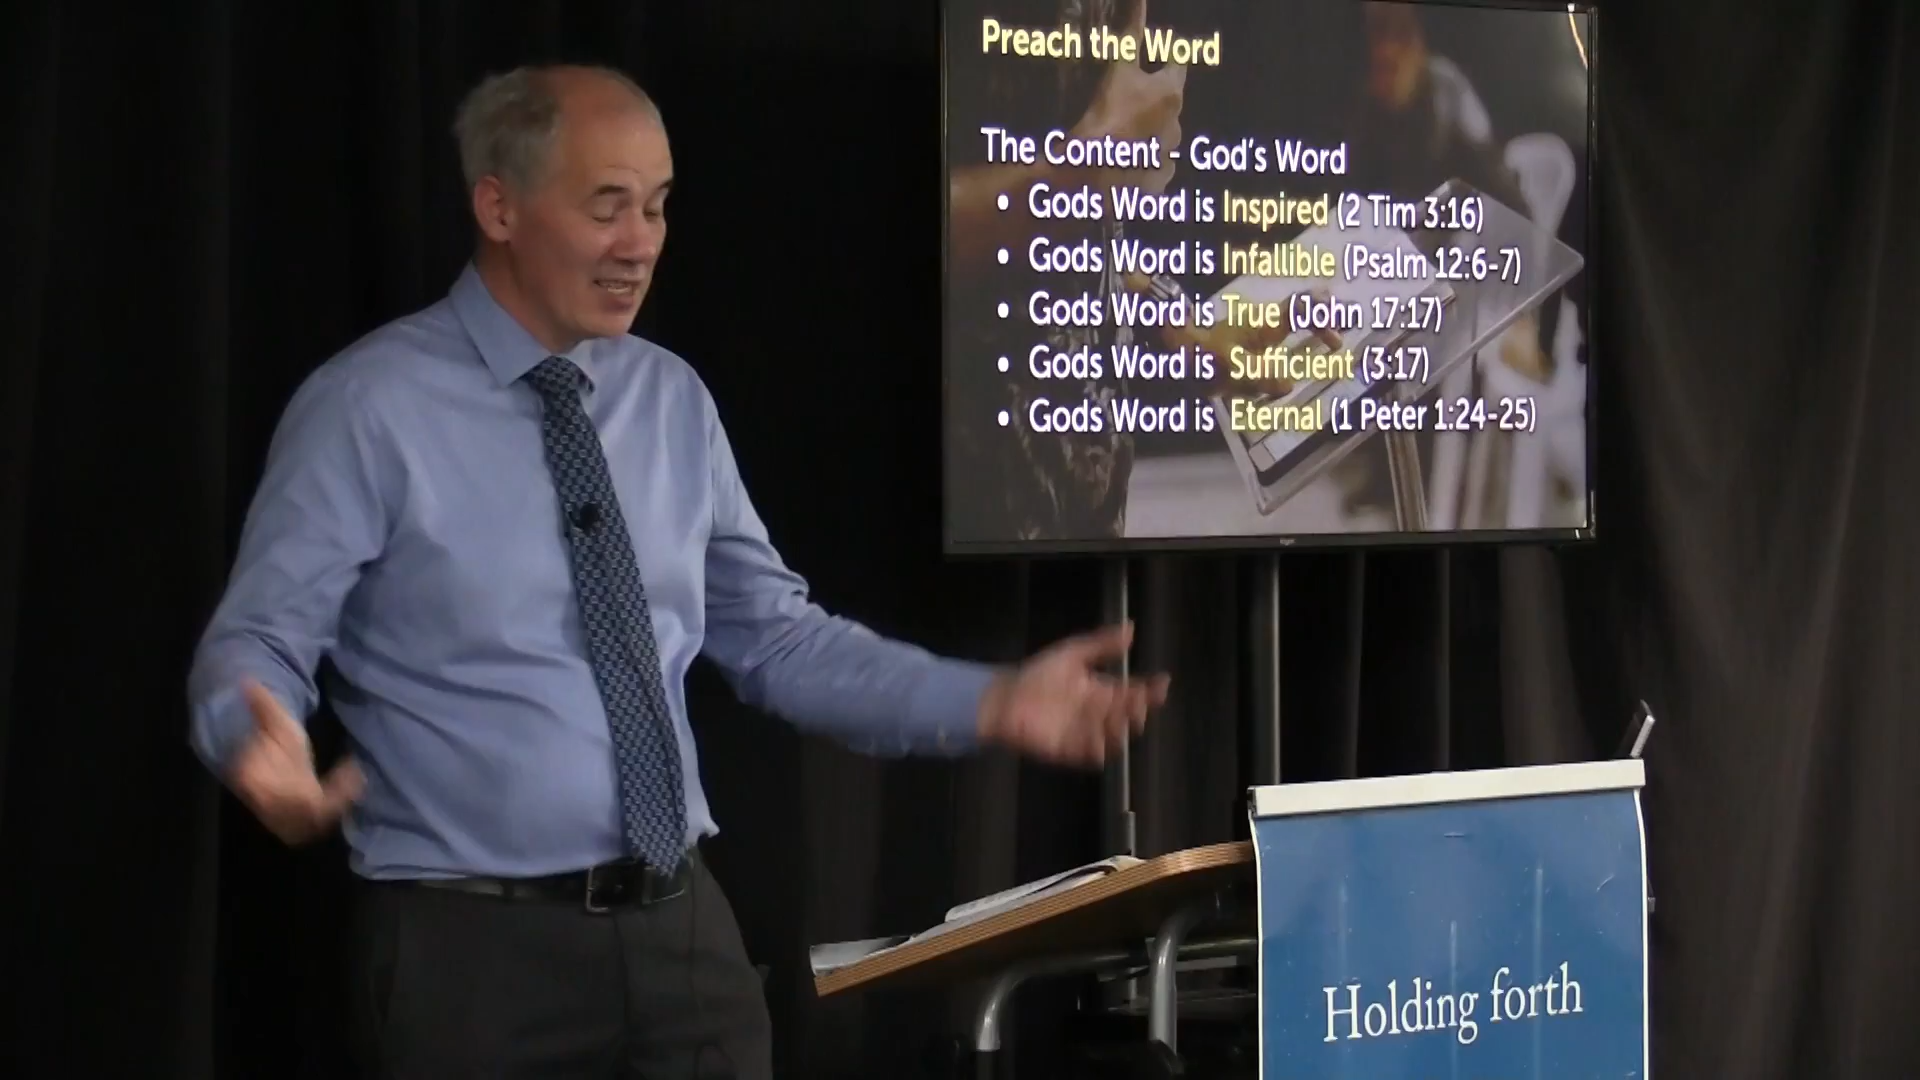 Preach the Word
The Content - God's Word
• Gods Word is Inspired (2 Tim 3:16)
• Gods Word is Infallible (Psalm 12:6-7)
• Gods Word is True (John 17:17)
• Gods Word is Sufficient (3:17)
• Gods Word is Eternal (1 Peter 1:24-25)
Holding forth